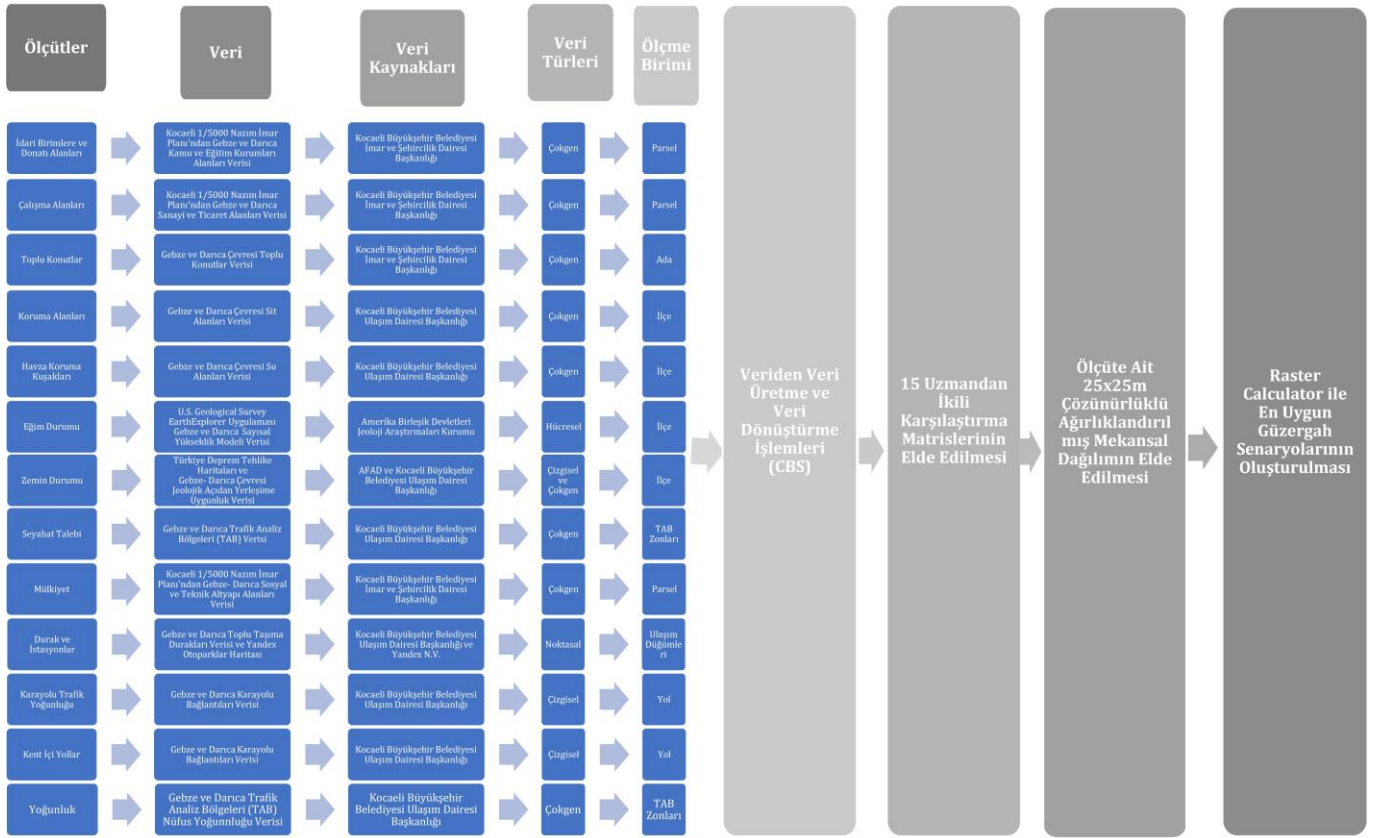 Ölçütler
Veri
Veri
Kaynakları
Veri
Türleri
Ölçme
Birimi
İdari Birimlere ve
Donatı Alanları
Kocaeli 1/5000 Nazım İmar
Planı'ndan Gebze ve Darıca
Kamu ve Eğitim Kurumları
Alanları Verisi
Kocaeli Büyükşehir Belediyesi
İmar ve Şehircilik Dairesi
Başkanlığı
Çokgen
Parsel
Çalışma Alanları
Kocaeli 1/5000 Nazım İmar
Planı'ndan Gebze ve Darıca
Sanayi ve Ticaret Alanları Verisi
Kocaeli Büyükşehir Belediyesi
İmar ve Şehircilik Dairesi
Başkanlığı
Çokgen
Parsel
Toplu Konutlar
Gebze ve Darıca Çevresi Toplu
Konutlar Verisi
Kocaeli Büyükşehir Belediyesi
İmar ve Şehircilik Dairesi
Başkanlığı
Çokgen
Ada
Koruma Alanları
Gebze ve Darıca Çevresi Sit
Alanları Verisi
Kocaeli Büyükşehir Belediyesi
Ulaşım Dairesi Başkanlığı
Çokgen
İlçe
Havza Koruma
Kuşakları
Gebze ve Darıca Çevresi Su
Alanları Verisi
Kocaeli Büyükşehir Belediyesi
Ulaşım Dairesi Başkanlığı
Çokgen
İlçe
Eğim Durumu
U.S. Geological Survey
EarthExplorer Uygulaması
Gebze ve Darıca Sayısal
Yükseklik Modeli Verisi
Amerika Birleşik Devletleri
Jeoloji Araştırmaları Kurumu
Hücresel
İlçe
Zemin Durumu
Türkiye Deprem Tehlike
Haritaları ve
Gebze- Darıca Çevresi
Jeolojik Açıdan Yerleşime
Uygunluk Verisi
AFAD ve Kocaeli Büyükşehir
Belediyesi Ulaşım Dairesi
Başkanlığı
Çizgisel
ve
Çokgen
İlçe
Seyahat Talebi
Gebze ve Darıca Trafik Analiz
Bölgeleri (TAB) Verisi
Kocaeli Büyükşehir Belediyesi
Ulaşım Dairesi Başkanlığı
Çokgen
TAB
Zonları
Mülkiyet
Kocaeli 1/5000 Nazım İmar
Planı'ndan Gebze- Darıca Sosyal
ve Teknik Altyapı Alanları
Verisi
Kocaeli Büyükşehir Belediyesi
İmar ve Şehircilik Dairesi
Başkanlığı
Çokgen
Parsel
Durak ve
İstasyonlar
Gebze ve Darıca Toplu Taşıma
Durakları Verisi ve Yandex
Otoparklar Haritası
Kocaeli Büyükşehir Belediyesi
Ulaşım Dairesi Başkanlığı ve
Yandex N.V.
Noktasal
Ulaşım
Düğümle
ri
Karayolu Trafik
Yoğunluğu
Gebze ve Darıca Karayolu
Bağlantıları Verisi
Kocaeli Büyükşehir Belediyesi
Ulaşım Dairesi Başkanlığı
Çizgisel
Yol
Kent İçi Yollar
Gebze ve Darıca Karayolu
Bağlantıları Verisi
Kocaeli Büyükşehir Belediyesi
Ulaşım Dairesi Başkanlığı
Çizgisel
Yol
Yoğunluk
Gebze ve Darıca Trafik
Analiz Bölgeleri (TAB)
Nüfus Yoğunnluğu Verisi
Kocaeli Büyükşehir
Belediyesi Ulaşım Dairesi
Başkanlığı
Çokgen
TAB
Zonları
Veriden Veri
Üretme ve
Veri
Dönüştürme
İşlemleri
(CBS)
15 Uzmandan
İkili
Karşılaştırma
Matrislerinin
Elde Edilmesi
Ölçüte Ait
25x25m
Çözünürlüklü
Ağırlıklandırıl
mış Mekansal
Dağılımın Elde
Edilmesi
Raster
Calculator ile
En Uygun
Güzergah
Senaryolarının
Oluşturulması